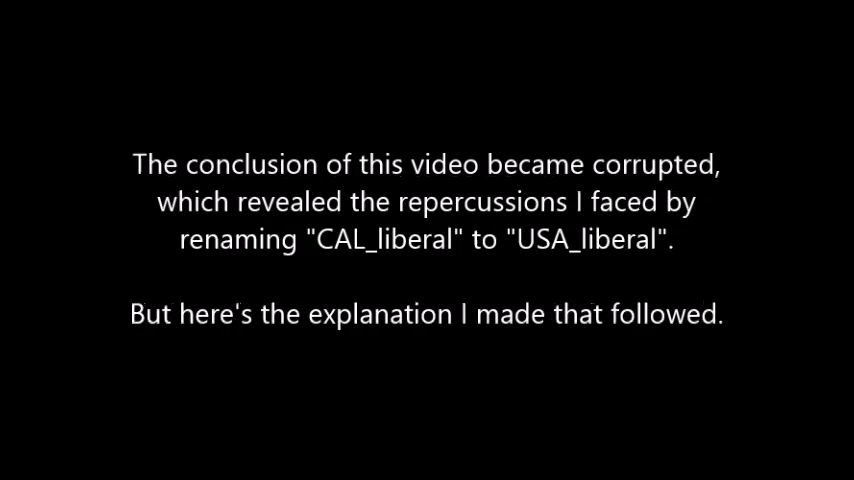 The conclusion of this video became corrupted,
which revealed the repercussions I faced by
renaming "CAL_liberal" to "USA_liberal".
But here's the explanation I made that followed.